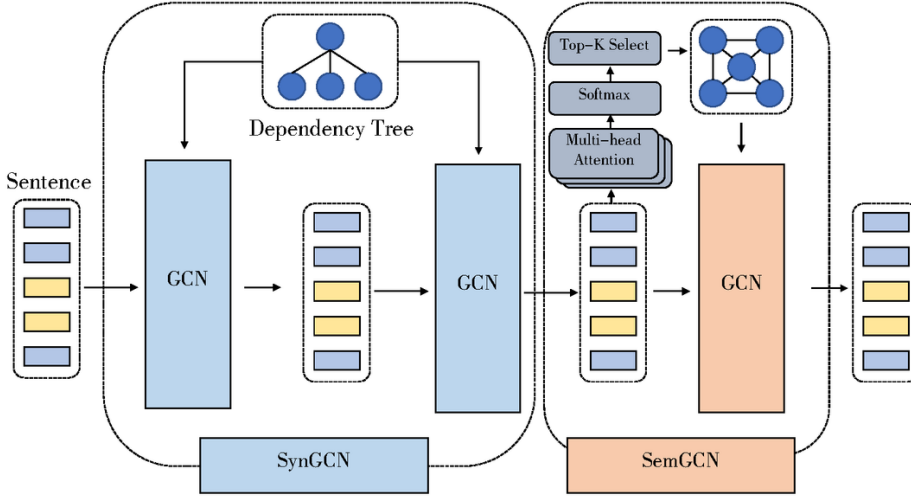 Top-K Select
Softmax
Dependency Tree
Multi-head
Attention
Sentence
GCN
GCN
GCN
SynGCN
SemGCN